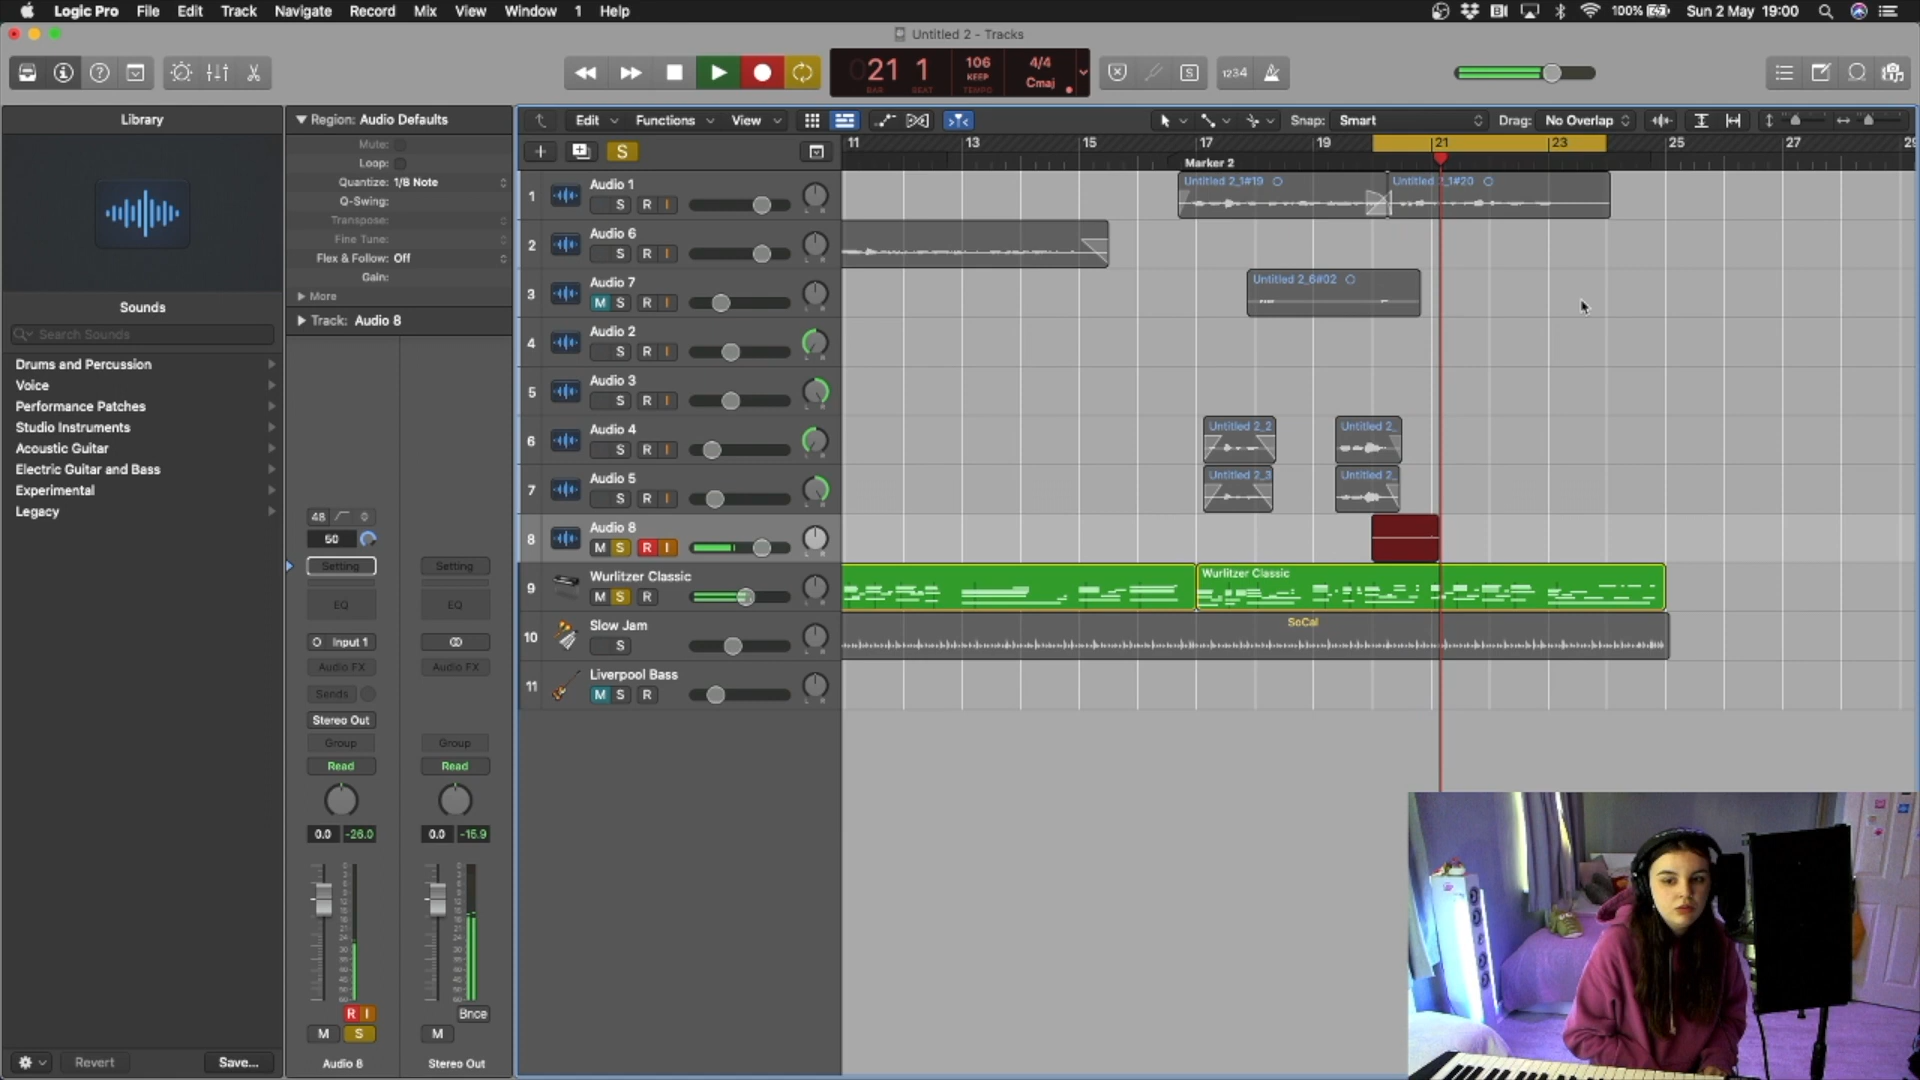 Logic Pro File Edit Track Navigate Record Mix View Window 1 Help 100% Sun 2 May 19:00
Untitled 2 - Tracks
21 1 106 KEEP 4/4 Cmaj
BAR BEAT TEMPO
1234
Library
Region: Audio Defaults
Edit Functions View Snap: Smart Drag: No Overlap
Mute:
Loop:
Quantize: 1/8 Note
Q-Swing:
Transpose:
Fine Tune:
Flex & Follow: Off
Gain:
More
Track: Audio 8
Sounds
Search Sounds
Drums and Percussion
Voice
Performance Patches
Studio Instruments
Acoustic Guitar
Electric Guitar and Bass
Experimental
Legacy
S
11 13 15 17 19 21 23 25 27 29
Marker 2
1 Audio 1 S R I
Untitled 2_1#19 Untitled 2_1#20
2 Audio 6 S R I
3 Audio 7 M S R I
Untitled 2_6#02
4 Audio 2 S R I
5 Audio 3 S R I
6 Audio 4 S R I
Untitled 2_2 Untitled 2_
7 Audio 5 S R I
Untitled 2_3 Untitled 2_
8 Audio 8 M S R I
9 Wurlitzer Classic M S R
Wurlitzer Classic
10 Slow Jam S
SoCal
11 Liverpool Bass M S R
48
50
Setting Setting
EQ EQ
Input 1
Audio FX Audio FX
Sends
Stereo Out
Group Group
Read Read
0.0 -26.0 0.0 -15.9
R I Bnce
M S M
Audio 8 Stereo Out
Revert Save...